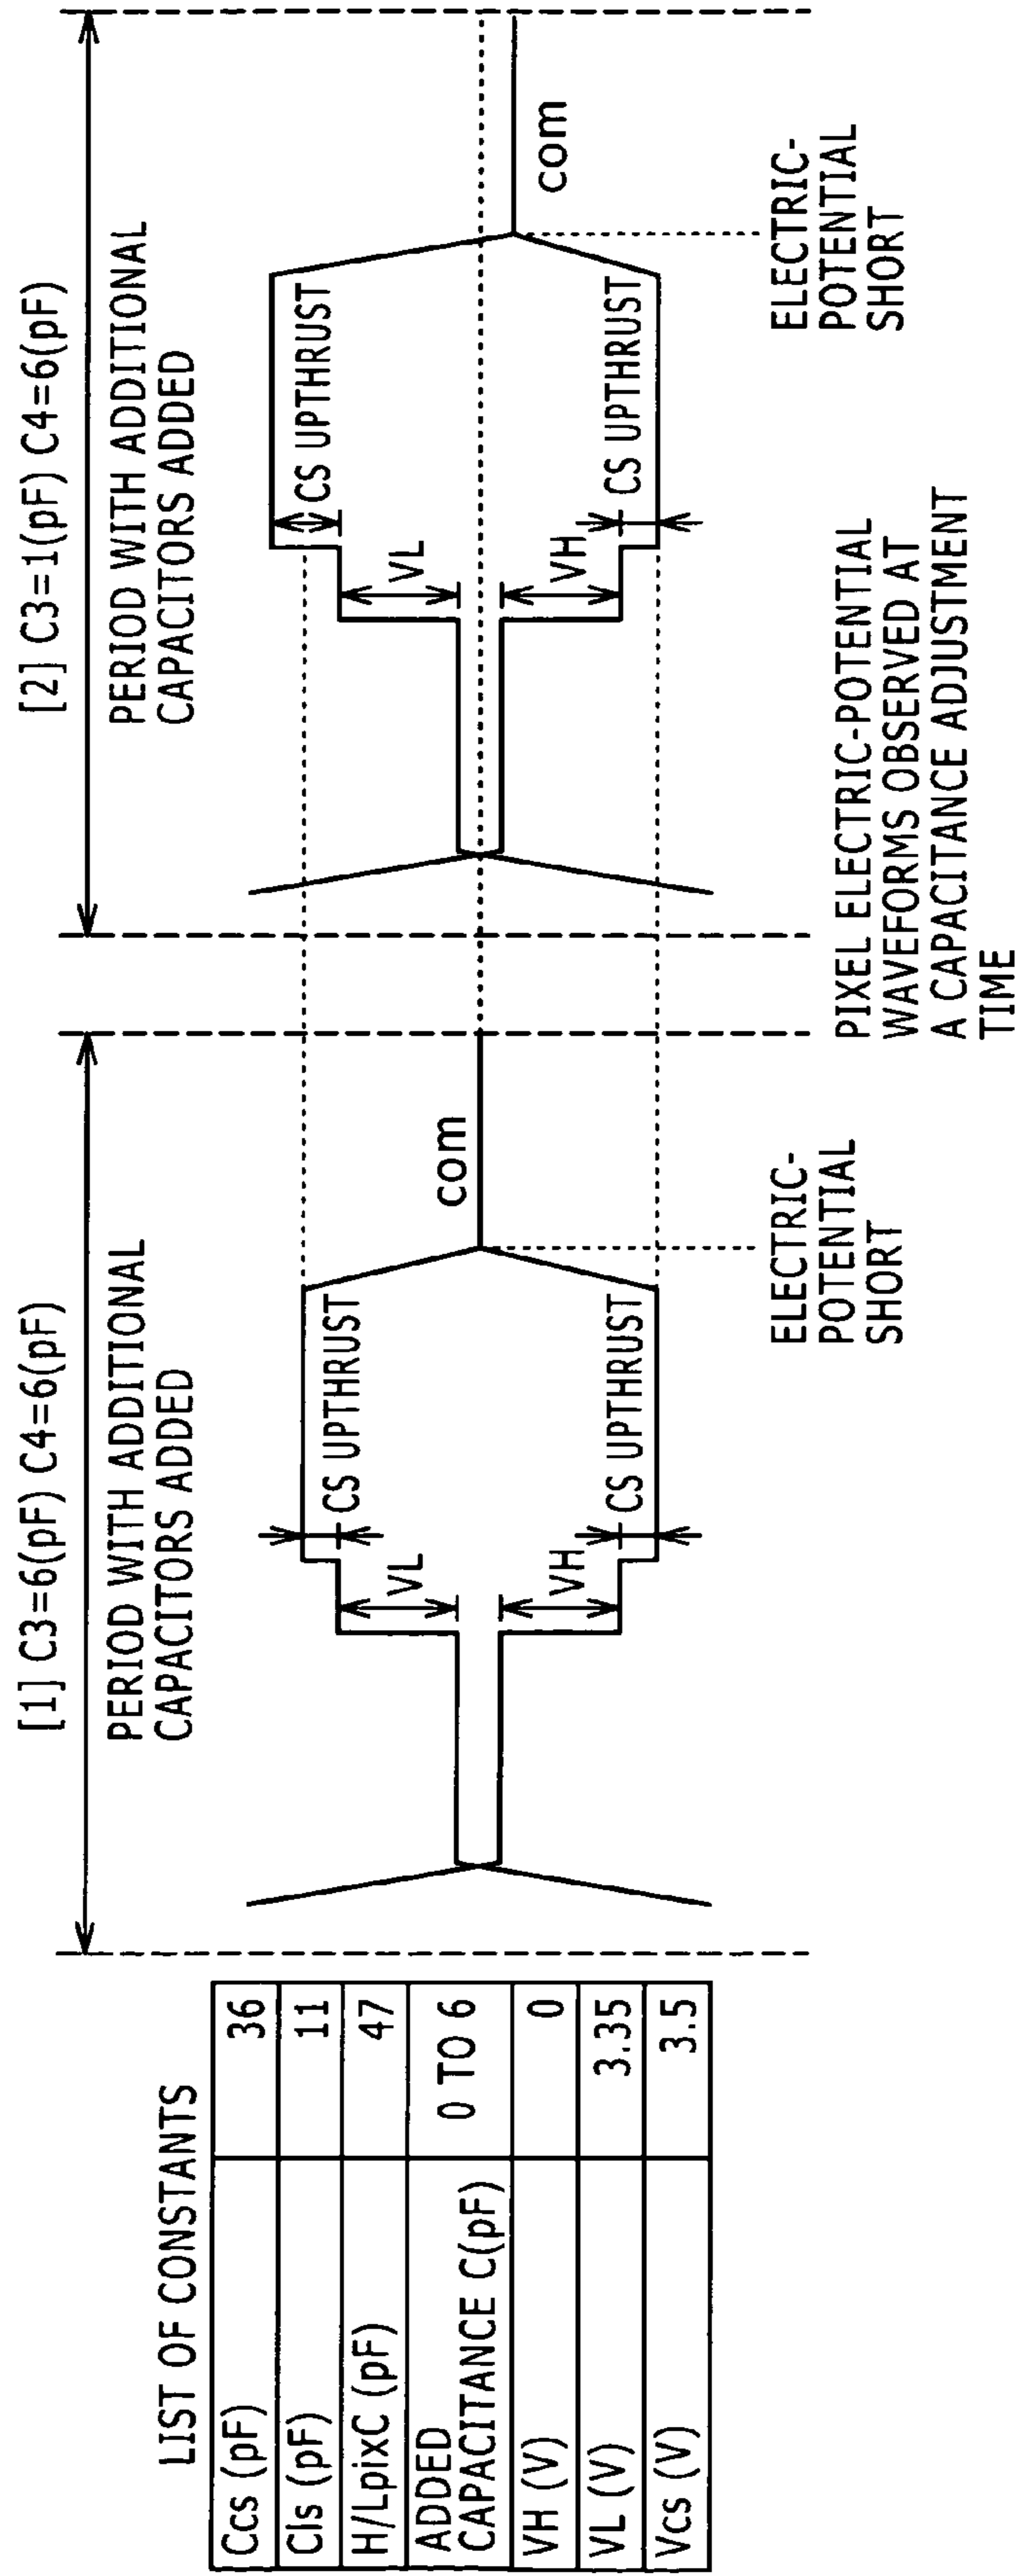 LIST OF CONSTANTS
Ccs (pF) 36
Cls (pF) 11
H/LpixC (pF) 47
ADDED
CAPACITANCE C(pF) 0 TO 6
VH (V) 0
VL (V) 3.35
Vcs (V) 3.5
[1] C3=6(pF) C4=6(pF)
PERIOD WITH ADDITIONAL
CAPACITORS ADDED
CS UPTHRUST
VL
com
VH
CS UPTHRUST
ELECTRIC-
POTENTIAL
SHORT
[2] C3=1(pF) C4=6(pF)
PERIOD WITH ADDITIONAL
CAPACITORS ADDED
CS UPTHRUST
VL
com
VH
CS UPTHRUST
ELECTRIC-
POTENTIAL
SHORT
PIXEL ELECTRIC-POTENTIAL
WAVEFORMS OBSERVED AT
A CAPACITANCE ADJUSTMENT
TIME